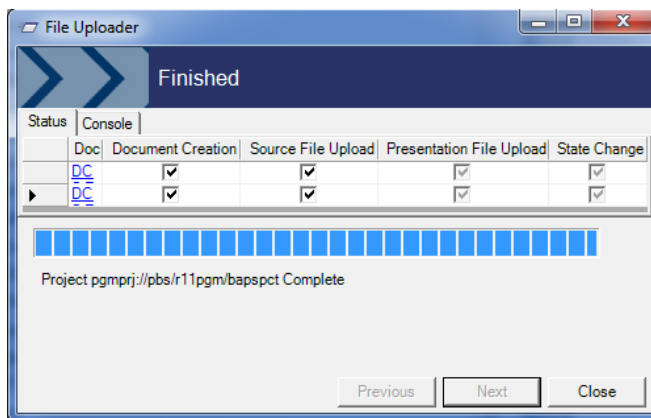 File Uploader
Finished
Status Console
Doc Document Creation Source File Upload Presentation File Upload State Change
DC
DC
Project pgmprj://pbs/r11pgm/bapspct Complete
Previous Next Close